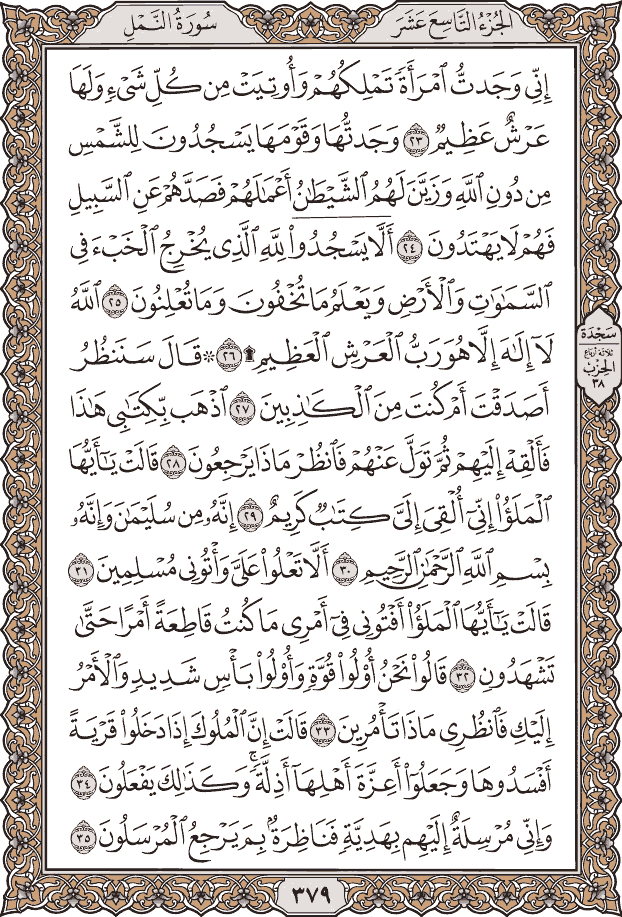 الجُزْءُ التَّاسِعَ عَشَرَ
سُورَةُ النَّمْلِ
إِنِّي وَجَدتُّ ٱمْرَأَةً تَمْلِكُهُمْ وَأُوتِيَتْ مِن كُلِّ شَيْءٍ وَلَهَا
عَرْشٌ عَظِيمٌ ٢٣ وَجَدتُّهَا وَقَوْمَهَا يَسْجُدُونَ لِلشَّمْسِ
مِن دُونِ ٱللَّهِ وَزَيَّنَ لَهُمُ ٱلشَّيْطَٰنُ أَعْمَٰلَهُمْ فَصَدَّهُمْ عَنِ ٱلسَّبِيلِ
فَهُمْ لَا يَهْتَدُونَ ٢٤ أَلَّا يَسْجُدُوا۟ لِلَّهِ ٱلَّذِي يُخْرِجُ ٱلْخَبْءَ فِي
ٱلسَّمَٰوَٰتِ وَٱلْأَرْضِ وَيَعْلَمُ مَا تُخْفُونَ وَمَا تُعْلِنُونَ ٢٥ ٱللَّهُ
لَآ إِلَٰهَ إِلَّا هُوَ رَبُّ ٱلْعَرْشِ ٱلْعَظِيمِ ۩ ٢٦ ۞ قَالَ سَنَنظُرُ
أَصَدَقْتَ أَمْ كُنتَ مِنَ ٱلْكَٰذِبِينَ ٢٧ ٱذْهَب بِّكِتَٰبِي هَٰذَا
فَأَلْقِهْ إِلَيْهِمْ ثُمَّ تَوَلَّ عَنْهُمْ فَٱنظُرْ مَاذَا يَرْجِعُونَ ٢٨ قَالَتْ يَٰٓأَيُّهَا
ٱلْمَلَؤُا۟ إِنِّيٓ أُلْقِيَ إِلَيَّ كِتَٰبٌ كَرِيمٌ ٢٩ إِنَّهُۥ مِن سُلَيْمَٰنَ وَإِنَّهُۥ
بِسْمِ ٱللَّهِ ٱلرَّحْمَٰنِ ٱلرَّحِيمِ ٣٠ أَلَّا تَعْلُوا۟ عَلَيَّ وَأْتُونِي مُسْلِمِينَ ٣١
قَالَتْ يَٰٓأَيُّهَا ٱلْمَلَؤُا۟ أَفْتُونِي فِيٓ أَمْرِي مَا كُنتُ قَاطِعَةً أَمْرًا حَتَّىٰ
تَشْهَدُونِ ٣٢ قَالُوا۟ نَحْنُ أُو۟لُوا۟ قُوَّةٍ وَأُو۟لُوا۟ بَأْسٍ شَدِيدٍ وَٱلْأَمْرُ
إِلَيْكِ فَٱنظُرِي مَاذَا تَأْمُرِينَ ٣٣ قَالَتْ إِنَّ ٱلْمُلُوكَ إِذَا دَخَلُوا۟ قَرْيَةً
أَفْسَدُوهَا وَجَعَلُوٓا۟ أَعِزَّةَ أَهْلِهَآ أَذِلَّةً ۖ وَكَذَٰلِكَ يَفْعَلُونَ ٣٤
وَإِنِّي مُرْسِلَةٌ إِلَيْهِم بِهَدِيَّةٍ فَنَاظِرَةٌۢ بِمَ يَرْجِعُ ٱلْمُرْسَلُونَ ٣٥
سَجْدَة
ثلاثة أرباع
الحِزْب
٣٨
٣٧٩